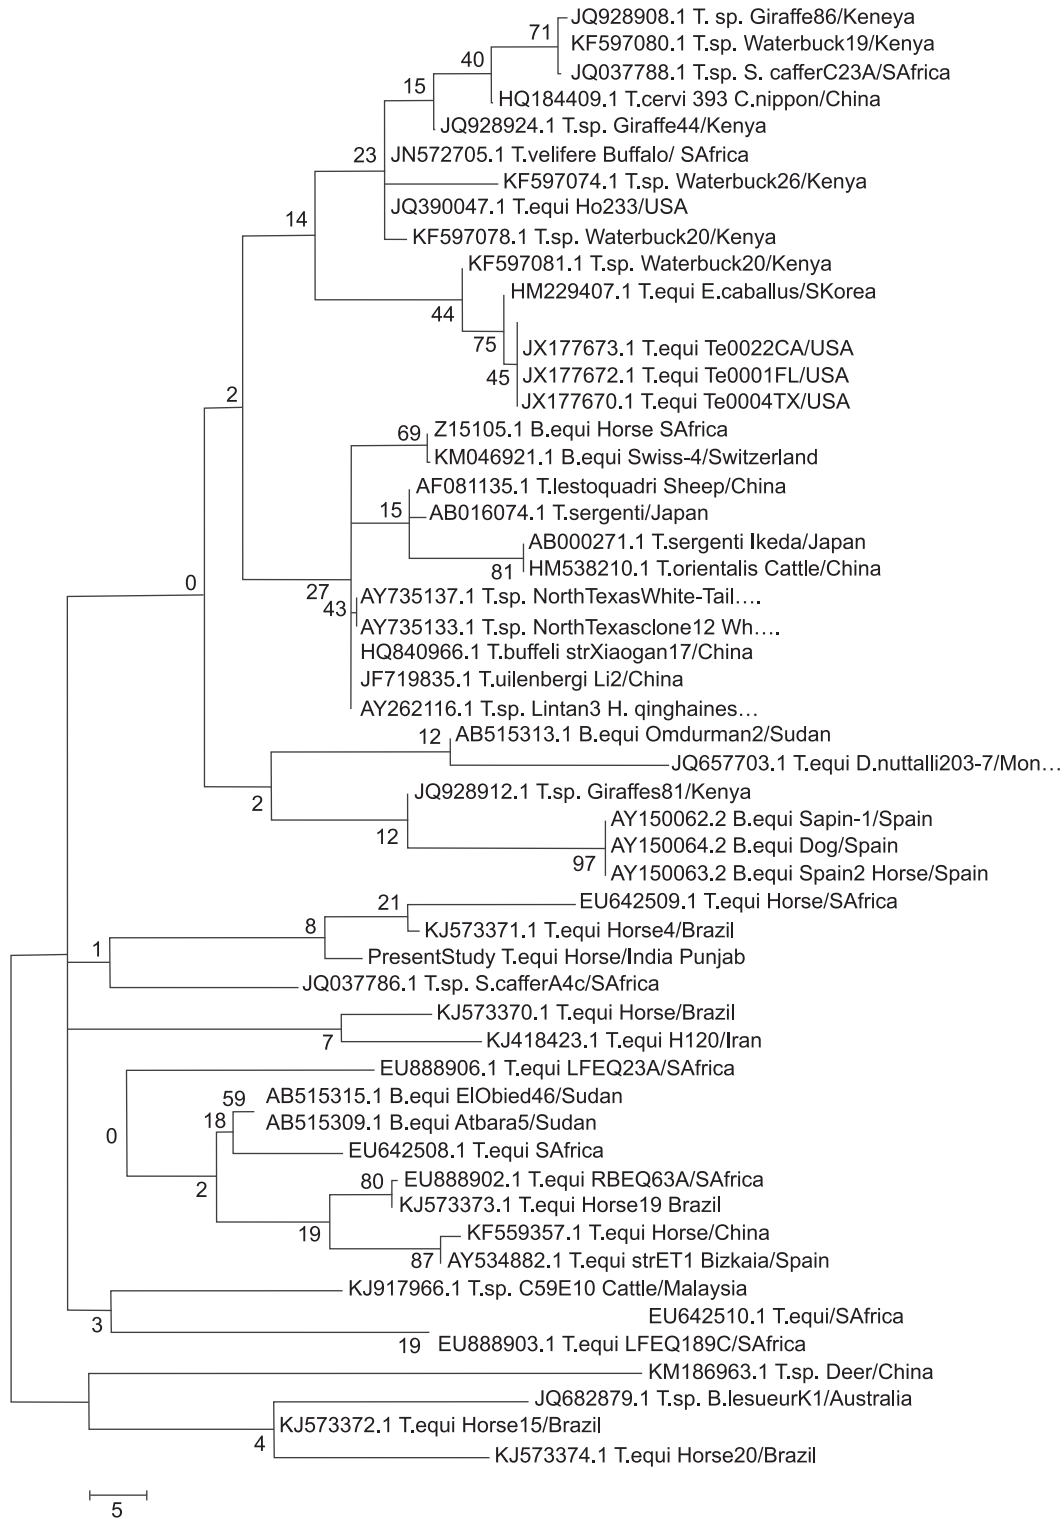 JQ928908.1 T. sp. Giraffe86/Keneya
71
KF597080.1 T.sp. Waterbuck19/Kenya
40
JQ037788.1 T.sp. S. cafferC23A/SAfrica
15
HQ184409.1 T.cervi 393 C.nippon/China
JQ928924.1 T.sp. Giraffe44/Kenya
23
JN572705.1 T.velifere Buffalo/ SAfrica
KF597074.1 T.sp. Waterbuck26/Kenya
JQ390047.1 T.equi Ho233/USA
14
KF597078.1 T.sp. Waterbuck20/Kenya
KF597081.1 T.sp. Waterbuck20/Kenya
HM229407.1 T.equi E.caballus/SKorea
44
75
JX177673.1 T.equi Te0022CA/USA
45
JX177672.1 T.equi Te0001FL/USA
2
JX177670.1 T.equi Te0004TX/USA
69
Z15105.1 B.equi Horse SAfrica
KM046921.1 B.equi Swiss-4/Switzerland
AF081135.1 T.lestoquadri Sheep/China
15
AB016074.1 T.sergenti/Japan
AB000271.1 T.sergenti Ikeda/Japan
81
HM538210.1 T.orientalis Cattle/China
0
27
43
AY735137.1 T.sp. NorthTexasWhite-Tail....
AY735133.1 T.sp. NorthTexasclone12 Wh....
HQ840966.1 T.buffeli strXiaogan17/China
JF719835.1 T.uilenbergi Li2/China
AY262116.1 T.sp. Lintan3 H. qinghaines...
12
AB515313.1 B.equi Omdurman2/Sudan
JQ657703.1 T.equi D.nuttalli203-7/Mon...
2
JQ928912.1 T.sp. Giraffes81/Kenya
12
AY150062.2 B.equi Sapin-1/Spain
AY150064.2 B.equi Dog/Spain
97
AY150063.2 B.equi Spain2 Horse/Spain
21
EU642509.1 T.equi Horse/SAfrica
8
KJ573371.1 T.equi Horse4/Brazil
1
PresentStudy T.equi Horse/India Punjab
JQ037786.1 T.sp. S.cafferA4c/SAfrica
KJ573370.1 T.equi Horse/Brazil
7
KJ418423.1 T.equi H120/Iran
EU888906.1 T.equi LFEQ23A/SAfrica
59
AB515315.1 B.equi ElObied46/Sudan
18
AB515309.1 B.equi Atbara5/Sudan
0
EU642508.1 T.equi SAfrica
2
80
EU888902.1 T.equi RBEQ63A/SAfrica
KJ573373.1 T.equi Horse19 Brazil
19
KF559357.1 T.equi Horse/China
87
AY534882.1 T.equi strET1 Bizkaia/Spain
KJ917966.1 T.sp. C59E10 Cattle/Malaysia
3
EU642510.1 T.equi/SAfrica
19
EU888903.1 T.equi LFEQ189C/SAfrica
KM186963.1 T.sp. Deer/China
JQ682879.1 T.sp. B.lesueurK1/Australia
KJ573372.1 T.equi Horse15/Brazil
4
KJ573374.1 T.equi Horse20/Brazil
5